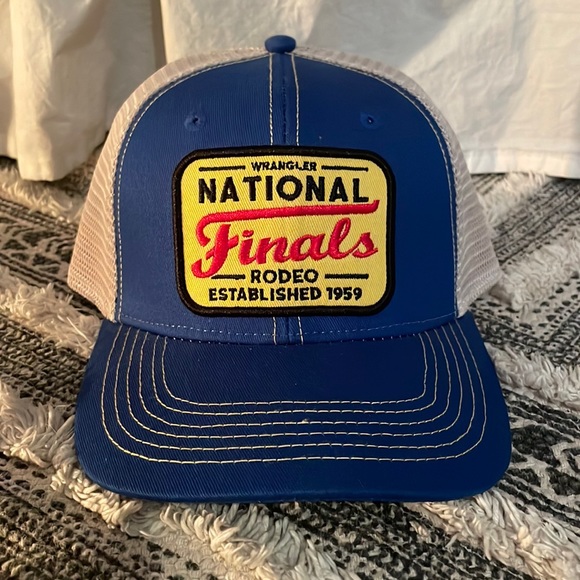 WRANGLER
NATIONAL
Finals
RODEO
ESTABLISHED 1959